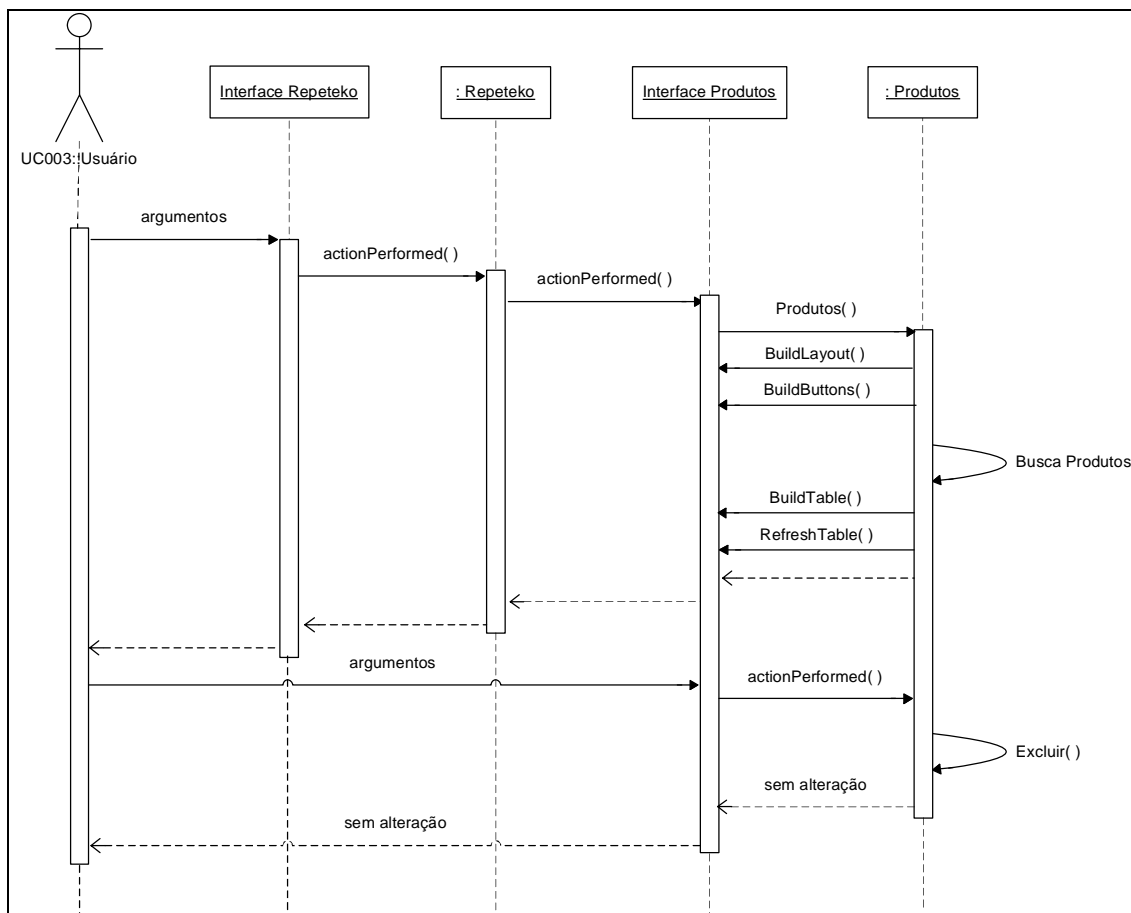 Interface Repeteko
: Repeteko
Interface Produtos
: Produtos
UC003::Usuário
argumentos
actionPerformed( )
actionPerformed( )
Produtos( )
BuildLayout( )
BuildButtons( )
Busca Produtos
BuildTable( )
RefreshTable( )
argumentos
actionPerformed( )
Excluir( )
sem alteração
sem alteração